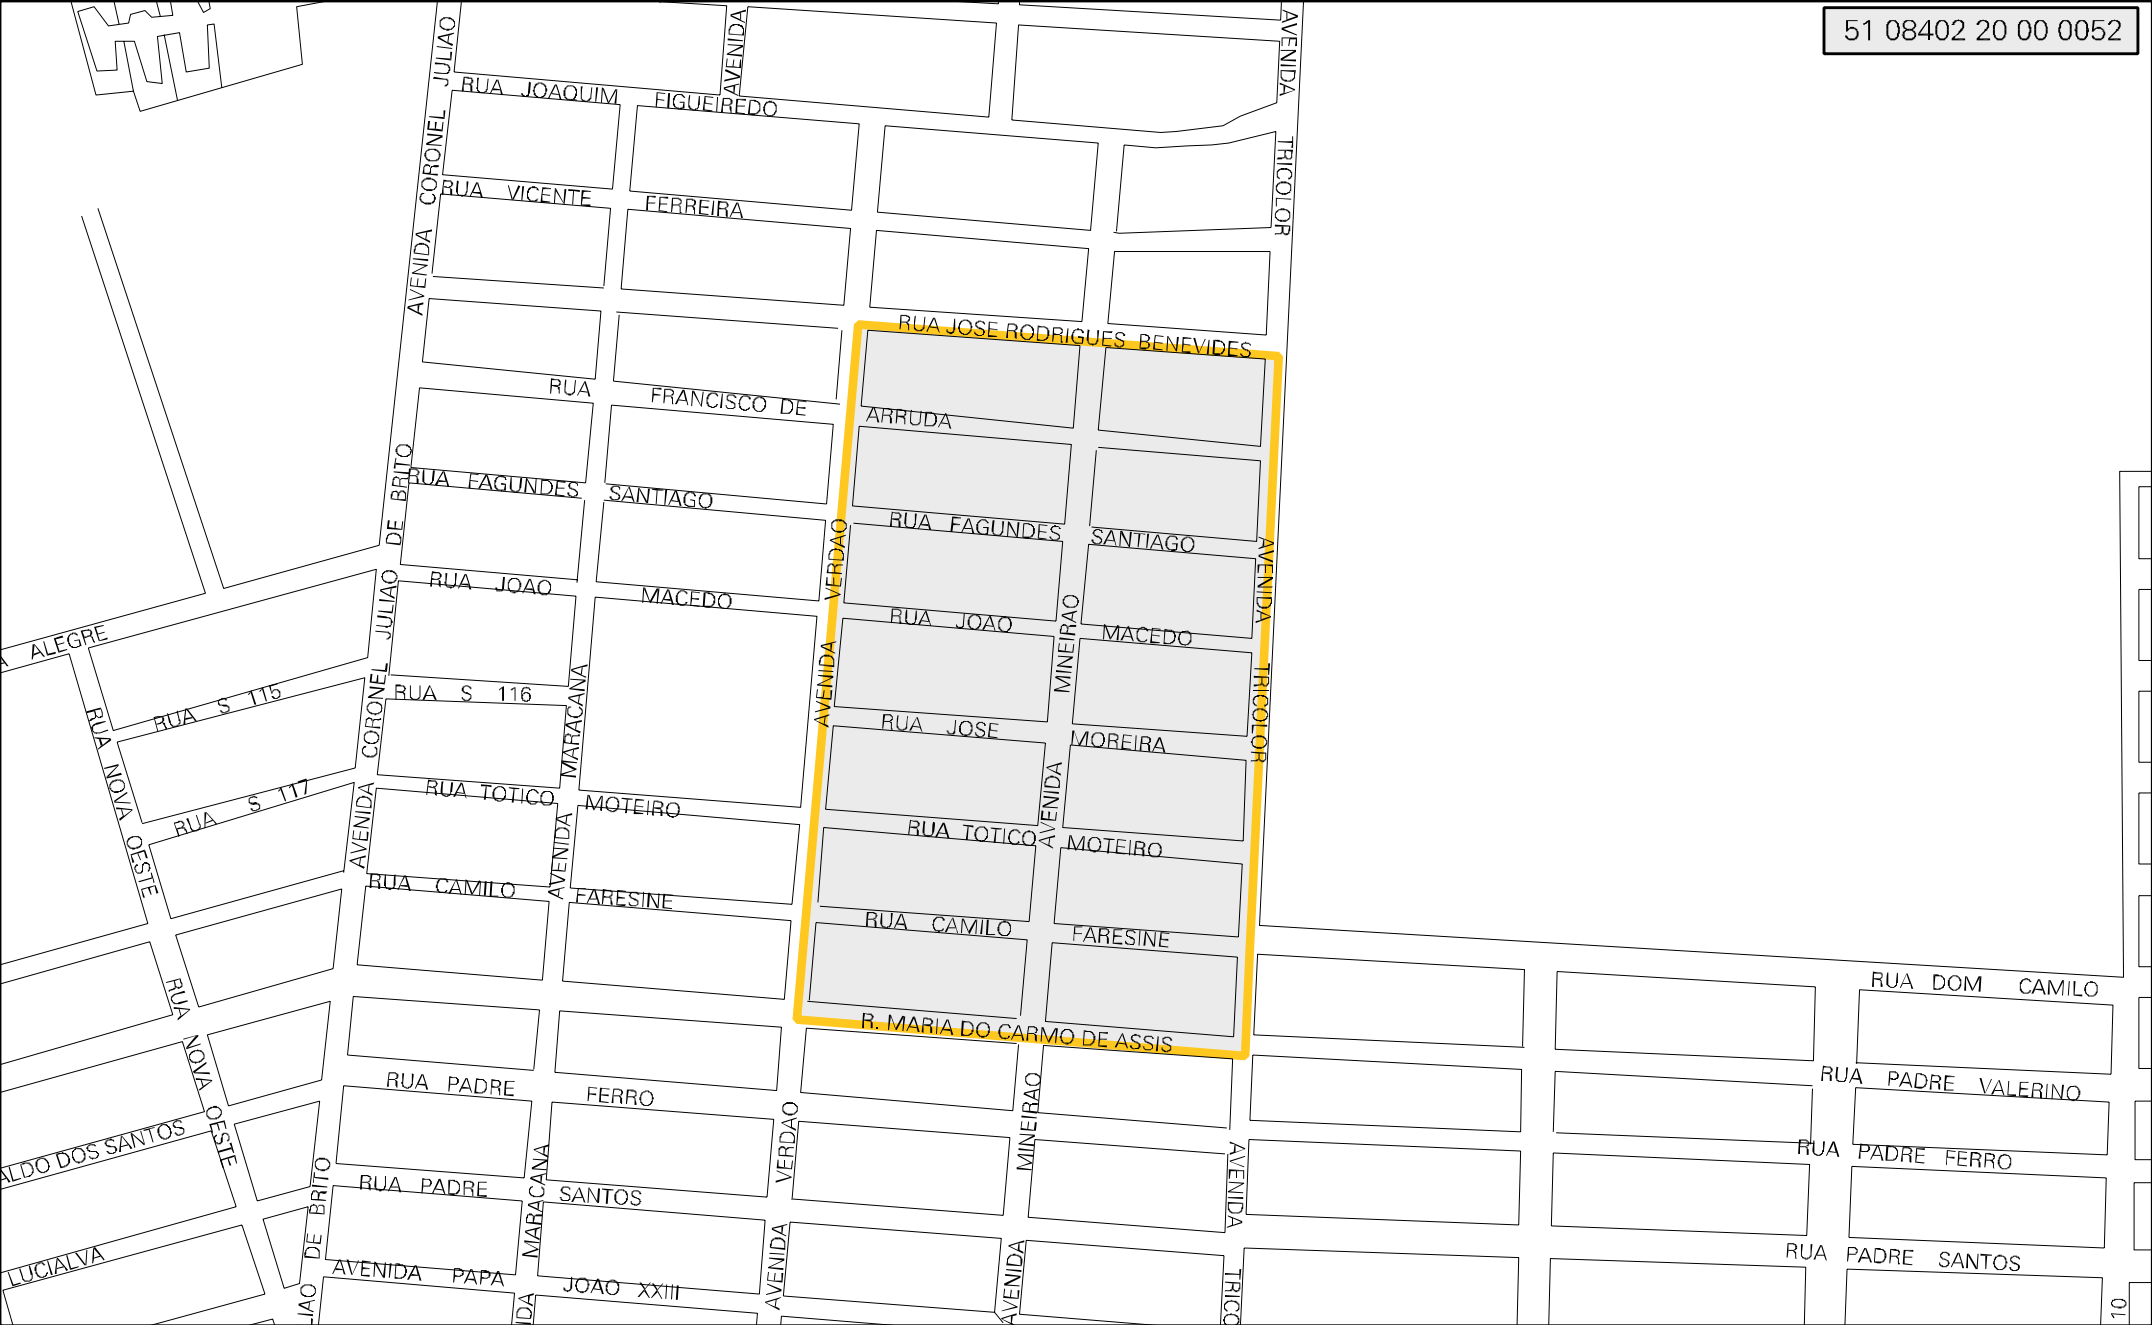 51 08402 20 00 0052
AVENIDA CORONEL JULIAO
AVENIDA
AVENIDA TRICOLOR
RUA JOAQUIM FIGUEIREDO
RUA VICENTE FERREIRA
RUA JOSE RODRIGUES BENEVIDES
RUA FRANCISCO DE ARRUDA
DE BRITO
RUA FAGUNDES SANTIAGO
RUA FAGUNDES SANTIAGO
AVENIDA VERDAO
AVENIDA TRICOLOR
RUA JOAO MACEDO
RUA JOAO MACEDO
AVENIDA MINEIRAO
ALEGRE
AVENIDA CORONEL JULIAO
RUA S 115
RUA S 116
AVENIDA MARACANA
RUA NOVA OESTE
RUA JOSE MOREIRA
RUA S 117
RUA TOTICO MOTEIRO
RUA TOTICO MOTEIRO
RUA CAMILO FARESINE
RUA CAMILO FARESINE
RUA DOM CAMILO
RUA NOVA OESTE
R. MARIA DO CARMO DE ASSIS
RUA PADRE FERRO
RUA PADRE VALERINO
AVENIDA VERDAO
AVENIDA MINEIRAO
ALDO DOS SANTOS
RUA PADRE FERRO
AVENIDA TRICO
MARACANA
DE BRITO
RUA PADRE SANTOS
RUA PADRE SANTOS
LUCIALVA
AVENIDA PAPA JOAO XXIII
LIAO
IDA
10